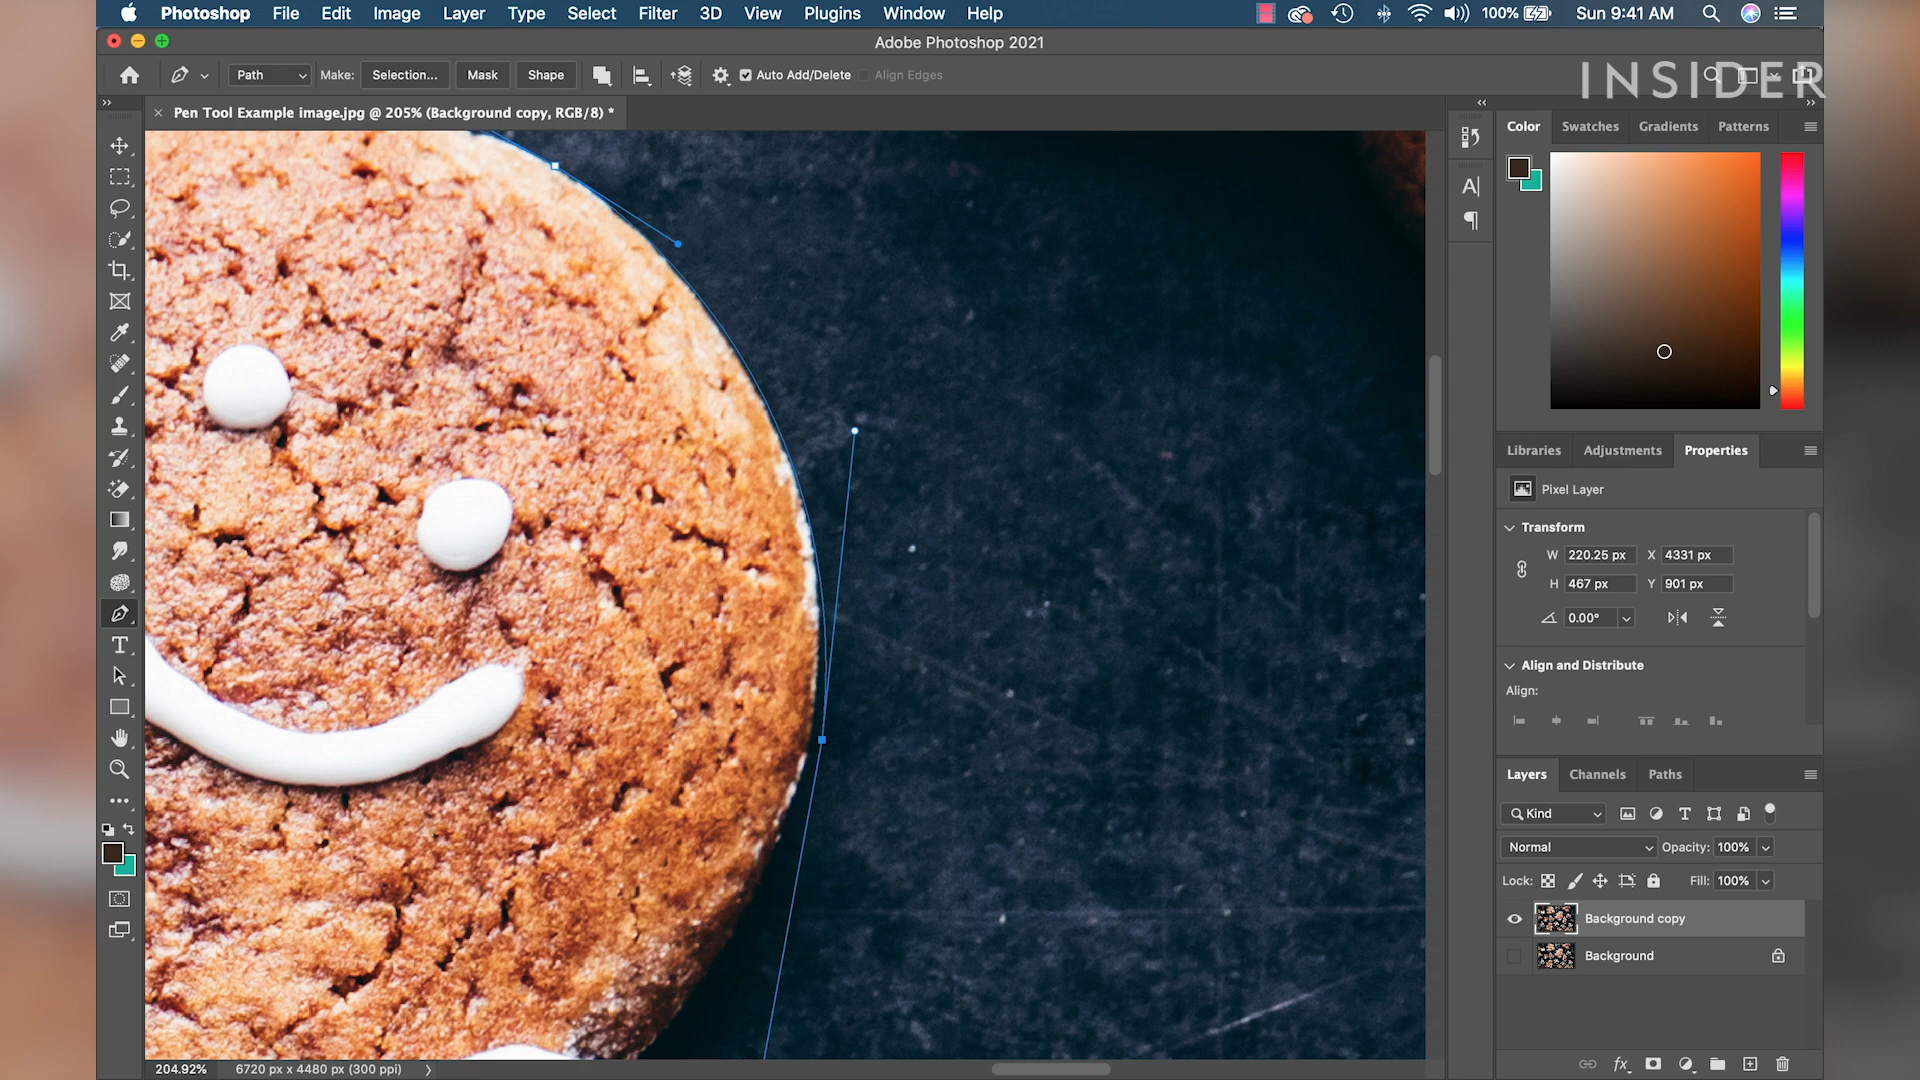 Photoshop File Edit Image Layer Type Select Filter 3D View Plugins Window Help 100% Sun 9:41 AM
Adobe Photoshop 2021
Path Make: Selection... Mask Shape Auto Add/Delete Align Edges
INSIDER
Pen Tool Example image.jpg @ 205% (Background copy, RGB/8) *
Color Swatches Gradients Patterns
Libraries Adjustments Properties
Pixel Layer
Transform
W 220.25 px X 4331 px
H 467 px Y 901 px
0.00°
Align and Distribute
Align:
Layers Channels Paths
Kind
Normal Opacity: 100%
Lock: Fill: 100%
Background copy
Background
204.92% 6720 px x 4480 px (300 ppi)